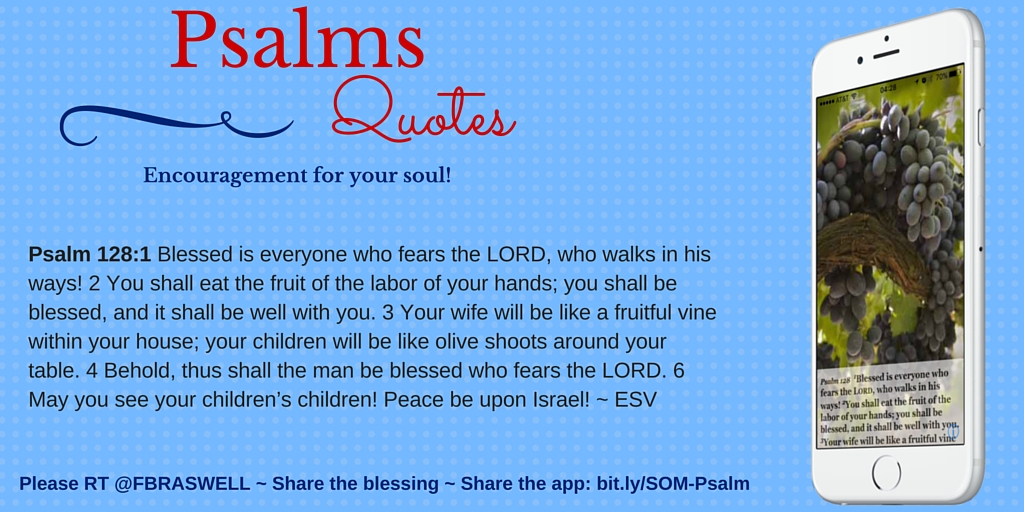 Psalms
Quotes
Encouragement for your soul!
Psalm 128:1 Blessed is everyone who fears the LORD, who walks in his
ways! 2 You shall eat the fruit of the labor of your hands; you shall be
blessed, and it shall be well with you. 3 Your wife will be like a fruitful vine
within your house; your children will be like olive shoots around your
table. 4 Behold, thus shall the man be blessed who fears the LORD. 6
May you see your children’s children! Peace be upon Israel! ~ ESV
Please RT @FBRASWELL ~ Share the blessing ~ Share the app: bit.ly/SOM-Psalm
AT&T 04:28 70%
Psalm 128 ¹Blessed is everyone who
fears the LORD, who walks in his
ways! ²You shall eat the fruit of the
labor of your hands; you shall be
blessed, and it shall be well with you.
³Your wife will be like a fruitful vine